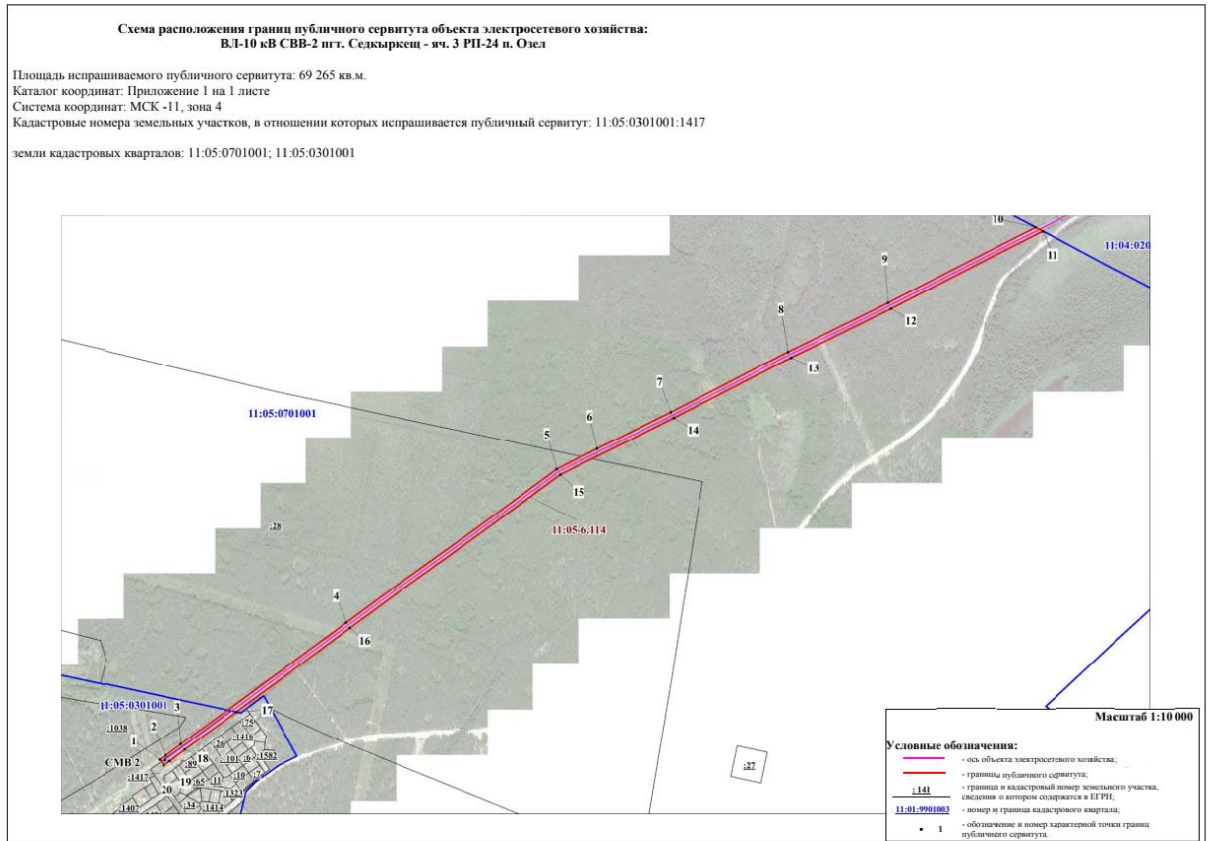 Схема расположения границ публичного сервитута объекта электросетевого хозяйства:
ВЛ-10 кВ СВВ-2 пгт. Седкыркещ - яч. 3 РП-24 п. Озел
Площадь испрашиваемого публичного сервитута: 69 265 кв.м.
Каталог координат: Приложение 1 на 1 листе
Система координат: МСК -11, зона 4
Кадастровые номера земельных участков, в отношении которых испрашивается публичный сервитут: 11:05:0301001:1417
земли кадастровых кварталов: 11:05:0701001; 11:05:0301001
10
11
11:04:020
9
12
8
13
7
14
11:05:0701001
6
5
15
11:05-6.114
:28
4
16
11:05:0301001
3
17
:1038
2
1
:75
:1416
:26
СМВ 2
18
:101
:6
:1582
:89
:1417
19
:65
:11
:10
:7
20
:1323
:34
:1414
:1407
:27
Масштаб 1:10 000
Условные обозначения:
- ось объекта электросетевого хозяйства;
- границы публичного сервитута;
: 141
- граница и кадастровый номер земельного участка,
сведения о котором содержатся в ЕГРН;
11:01:9901003
- номер и граница кадастрового квартала;
1
- обозначение и номер характерной точки границ
публичного сервитута.